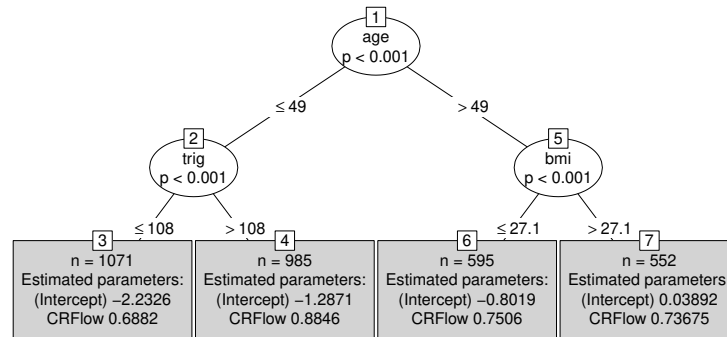 1
age
p < 0.001
≤ 49
> 49
2
trig
p < 0.001
5
bmi
p < 0.001
≤ 108
> 108
≤ 27.1
> 27.1
3
n = 1071
Estimated parameters:
(Intercept) −2.2326
CRFlow 0.6882
4
n = 985
Estimated parameters:
(Intercept) −1.2871
CRFlow 0.8846
6
n = 595
Estimated parameters:
(Intercept) −0.8019
CRFlow 0.7506
7
n = 552
Estimated parameters
(Intercept) 0.03892
CRFlow 0.73675